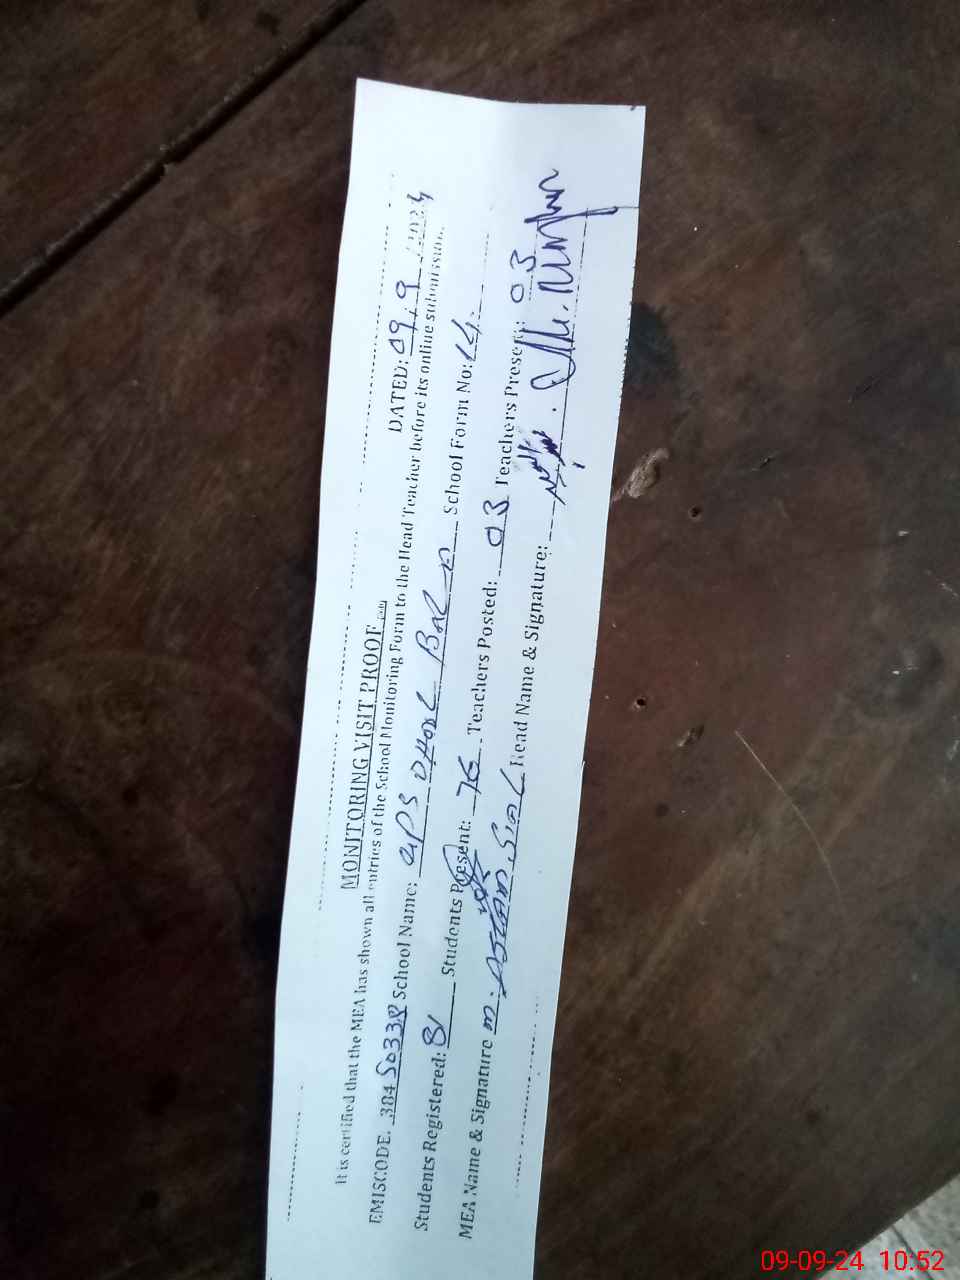 MONITORING VISIT PROOF
DATED: 09.9.2024
It is certified that the MEA has shown all entries of the School Monitoring Form to the Head Teacher before its online submission.
EMISCODE. 384 School Name: GPS School Form No: 14
Students Registered: 81 Students Present: 76 Teachers Posted: 03 Teachers Present: 03
MEA Name & Signature M. Head Name & Signature:
09-09-24 10:52